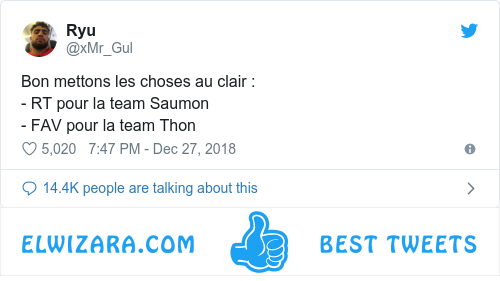 Ryu
@xMr_Gul
Bon mettons les choses au clair :
- RT pour la team Saumon
- FAV pour la team Thon
5,020 7:47 PM - Dec 27, 2018
14.4K people are talking about this
ELWIZARA.COM BEST TWEETS